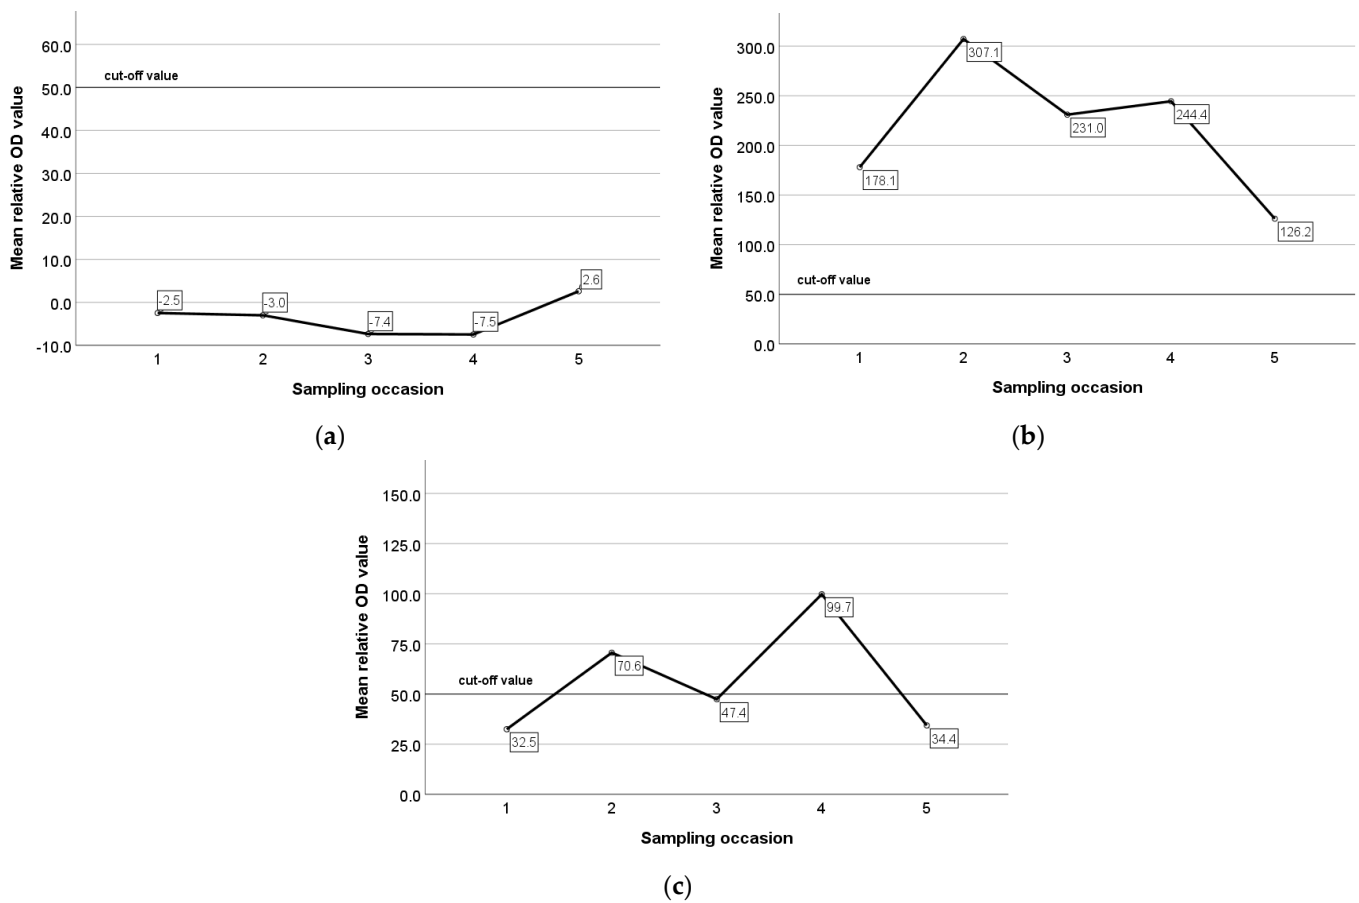 60.0
cut-off value
50.0
40.0
30.0
20.0
10.0
0.0
-10.0
Mean relative OD value
-2.5
-3.0
-7.4
-7.5
2.6
1 2 3 4 5
Sampling occasion
(a)
300.0
250.0
200.0
150.0
100.0
cut-off value
50.0
0.0
Mean relative OD value
178.1
307.1
231.0
244.4
126.2
1 2 3 4 5
Sampling occasion
(b)
150.0
125.0
100.0
75.0
cut-off value
50.0
25.0
0.0
Mean relative OD value
32.5
70.6
47.4
99.7
34.4
1 2 3 4 5
Sampling occasion
(c)